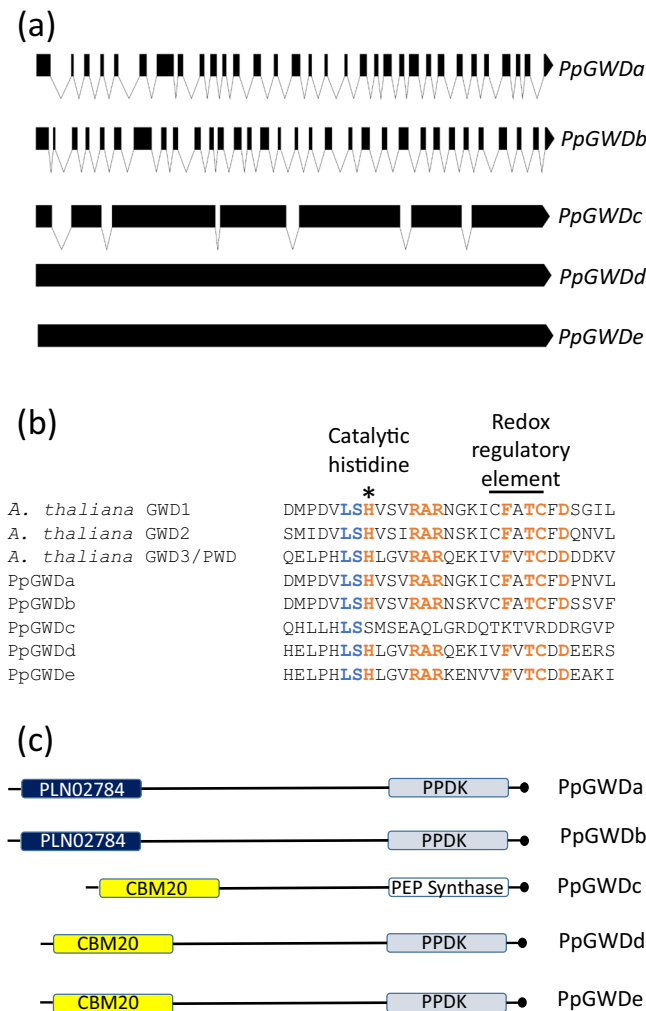 (a)
PpGWDa
PpGWDb
PpGWDc
PpGWDd
PpGWDe
(b)
Catalytic
histidine
Redox
regulatory
element
*
A. thaliana GWD1 DMPDVLSHVSVRARNGKICFATCFDSGIL
A. thaliana GWD2 SMIDVLSHVSIRARNSKICFATCFDQNVL
A. thaliana GWD3/PWD QELPHLSHLGVRARQEKIVFVTCDDDDKV
PpGWDa DMPDVLSHVSVRARNGKICFATCFDPNVL
PpGWDb DMPDVLSHVSVRARNSKVCFATCFDSSVF
PpGWDc QHLLHLSSMSEAQLGRDQTKTVRDDRGVP
PpGWDd HELPHLSHLGVRARQEKIVFVTCDDEERS
PpGWDe HELPHLSHLGVRARKENVVFVTCDDEAKI
(c)
PLN02784 PPDK PpGWDa
PLN02784 PPDK PpGWDb
CBM20 PEP Synthase PpGWDc
CBM20 PPDK PpGWDd
CBM20 PPDK PpGWDe